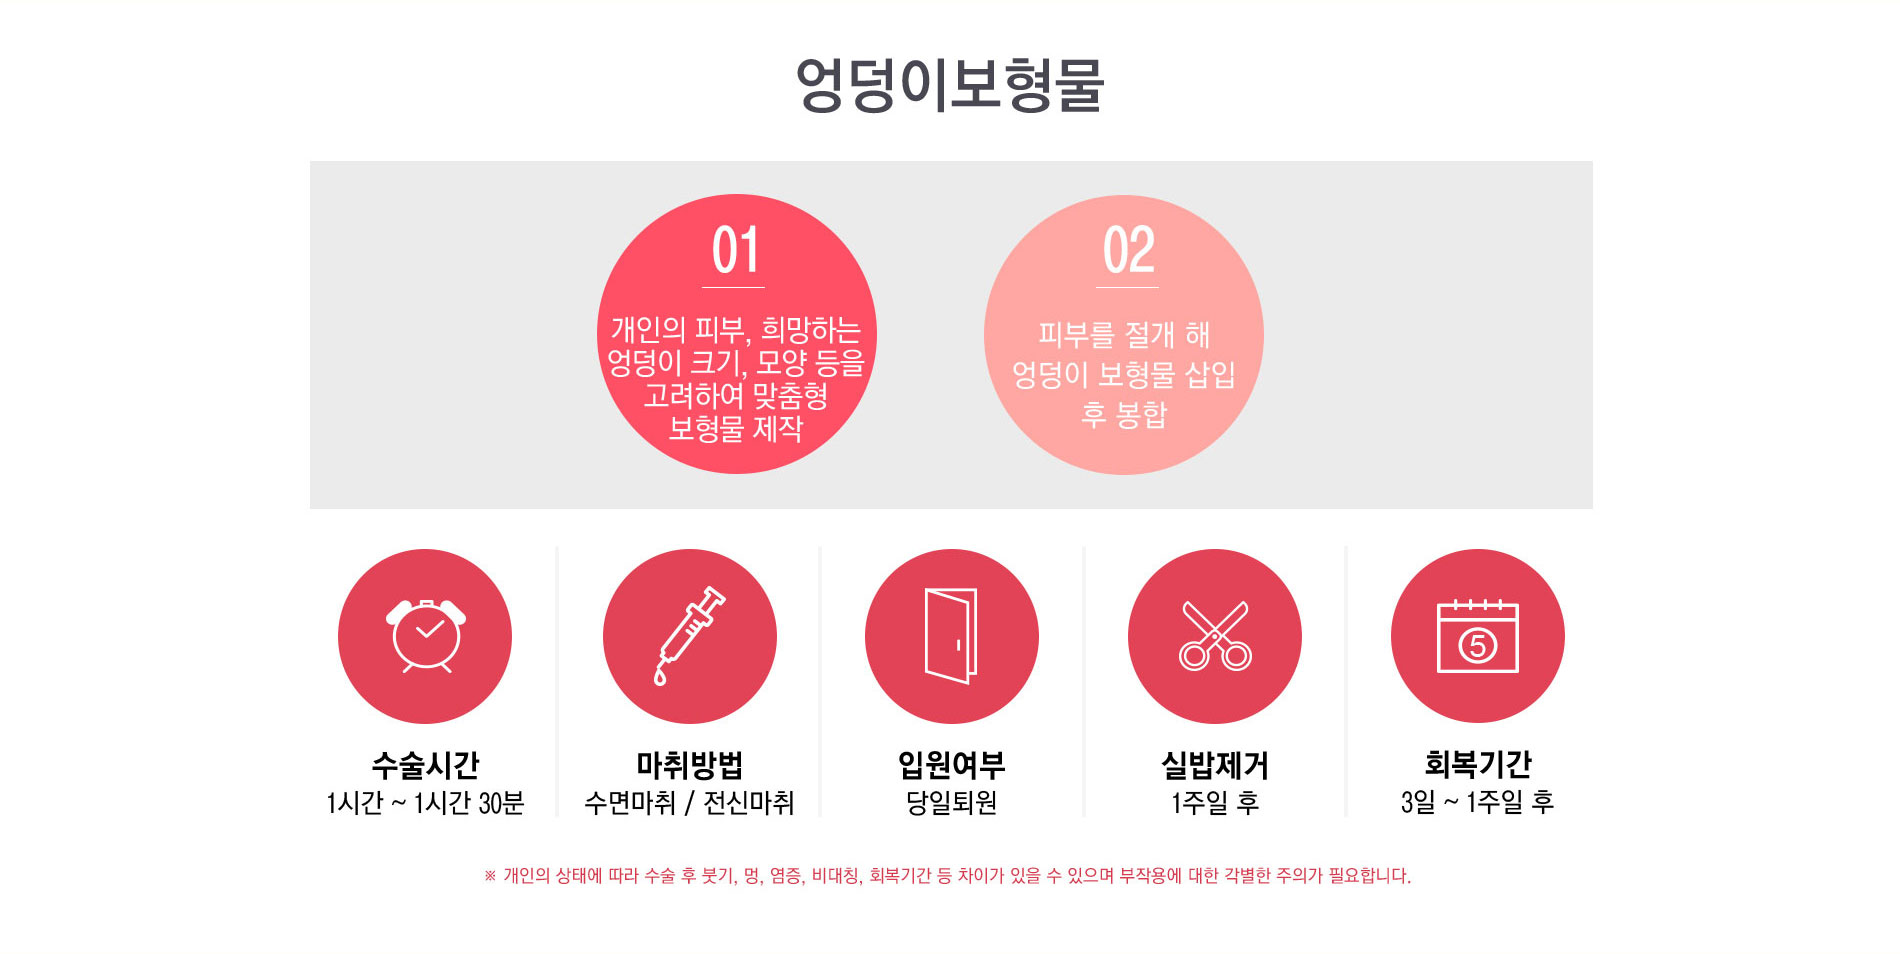 엉덩이보형물
01
개인의 피부, 희망하는
엉덩이 크기, 모양 등을
고려하여 맞춤형
보형물 제작
02
피부를 절개 해
엉덩이 보형물 삽입
후 봉합
5
수술시간
1시간 ~ 1시간 30분
마취방법
수면마취 / 전신마취
입원여부
당일퇴원
실밥제거
1주일 후
회복기간
3일 ~ 1주일 후
※ 개인의 상태에 따라 수술 후 붓기, 멍, 염증, 비대칭, 회복기간 등 차이가 있을 수 있으며 부작용에 대한 각별한 주의가 필요합니다.